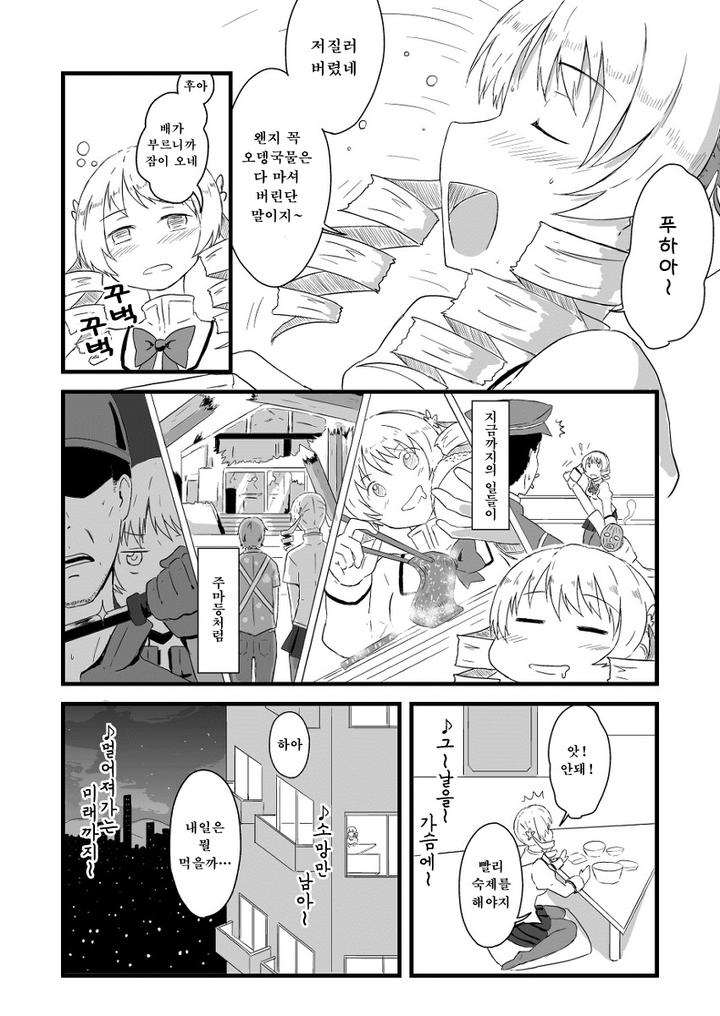 푸하아~
저질러
버렸네
왠지 꼭
오뎅국물은
다 마셔
버린단
말이지~
후아
배가
부르니까
잠이 오네
꾸벅
꾸벅
지금까지의 일들이
주마등처럼
앗!
안돼!
빨리
숙제를
해야지
♪그~날을~
가슴에~
♪소망만
남아~
하아
내일은
뭘
먹을까…
♪멀어져가는
미래까지~